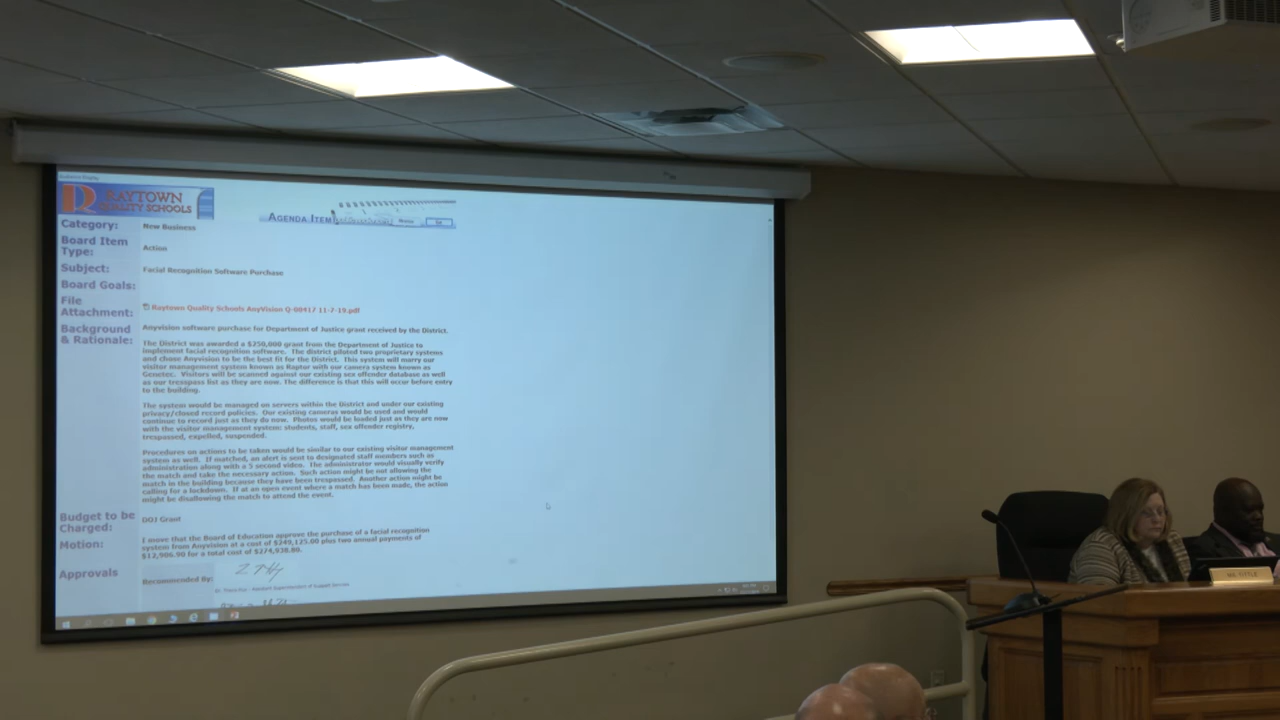 RAYTOWN
QUALITY SCHOOLS
AGENDA ITEM
Category: New Business
Board Item
Type: Action
Subject: Facial Recognition Software Purchase
Board Goals:
File
Attachment: Raytown Quality Schools AnyVision Q-00417 11-7-19.pdf
Background
& Rationale:
Anyvision software purchase for Department of Justice grant received by the District.
The District was awarded a $250,000 grant from the Department of Justice to
implement facial recognition software. The district piloted two proprietary systems
and chose Anyvision to be the best fit for the District. This system will marry our
visitor management system known as Raptor with our camera system known as
Genetec. Visitors will be scanned against our existing sex offender database as well
as our tresspass list as they are now. The difference is that this will occur before entry
to the building.
The system would be managed on servers within the District and under our existing
privacy/closed record policies. Our existing cameras would be used and would
continue to record just as they do now. Photos would be loaded just as they are now
with the visitor management system: students, staff, sex offender registry,
trespassed, expelled, suspended.
Procedures on actions to be taken would be similar to our existing visitor management
system as well. If matched, an alert is sent to designated staff members such as
administration along with a 5 second video. The administrator would visually verify
the match and take the necessary action. Such action might be not allowing the
match in the building because they have been trespassed. Another action might be
calling for a lockdown. If at an open event where a match has been made, the action
might be disallowing the match to attend the event.
Budget to be
Charged: DOJ Grant
Motion: I move that the Board of Education approve the purchase of a facial recognition
system from Anyvision at a cost of $249,125.00 plus two annual payments of
$12,906.90 for a total cost of $274,938.80.
Approvals
Recommended By:
Superintendent of Support Services